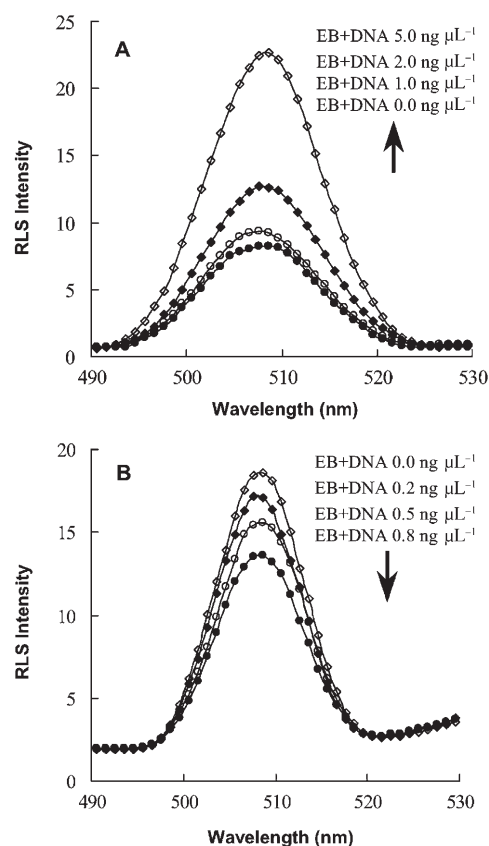 A
EB+DNA 5.0 ng µL⁻¹
EB+DNA 2.0 ng µL⁻¹
EB+DNA 1.0 ng µL⁻¹
EB+DNA 0.0 ng µL⁻¹
25
20
15
10
5
0
RLS Intensity
490 500 510 520 530
Wavelength (nm)
B
EB+DNA 0.0 ng µL⁻¹
EB+DNA 0.2 ng µL⁻¹
EB+DNA 0.5 ng µL⁻¹
EB+DNA 0.8 ng µL⁻¹
20
15
10
5
0
RLS Intensity
490 500 510 520 530
Wavelength (nm)